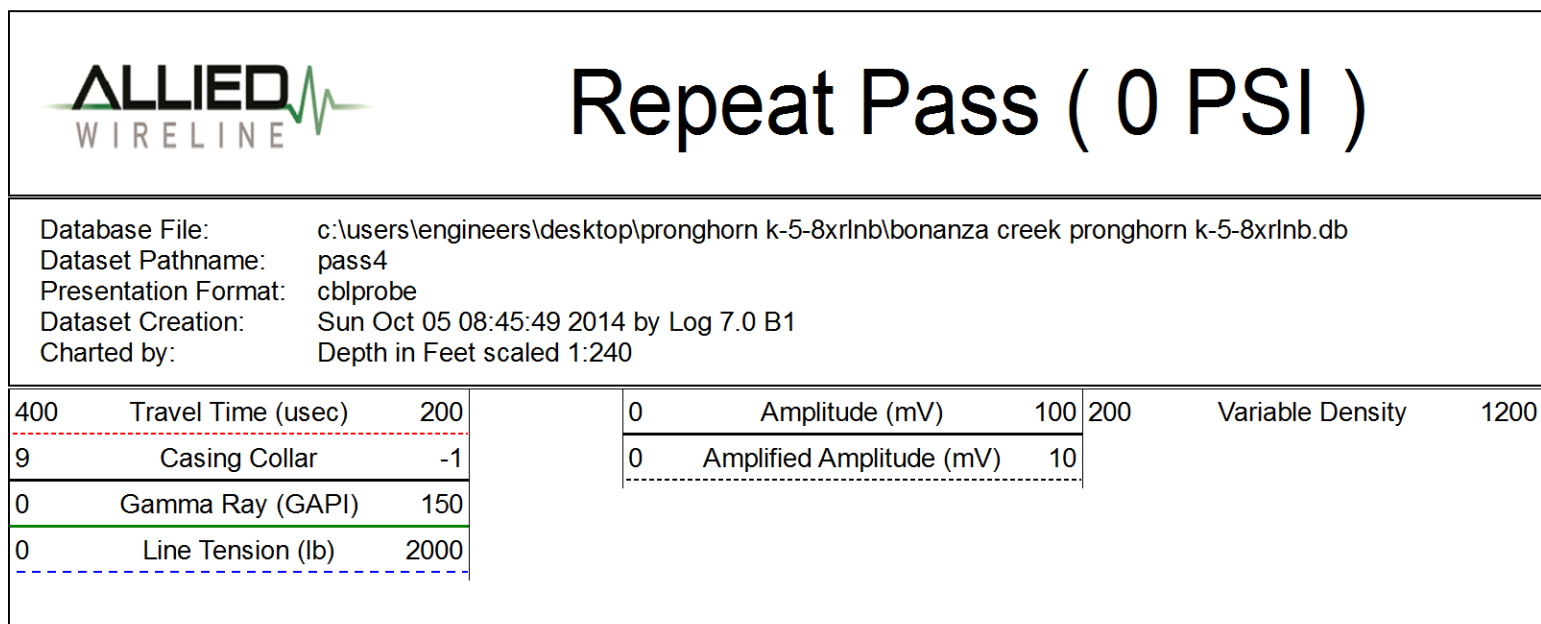 ALLIED
WIRELINE
Repeat Pass ( 0 PSI )
Database File: c:\users\engineers\desktop\pronghorn k-5-8xrlnb\bonanza creek pronghorn k-5-8xrlnb.db
Dataset Pathname: pass4
Presentation Format: cblprobe
Dataset Creation: Sun Oct 05 08:45:49 2014 by Log 7.0 B1
Charted by: Depth in Feet scaled 1:240
400 Travel Time (usec) 200
9 Casing Collar -1
0 Gamma Ray (GAPI) 150
0 Line Tension (lb) 2000
0 Amplitude (mV) 100
0 Amplified Amplitude (mV) 10
200 Variable Density 1200